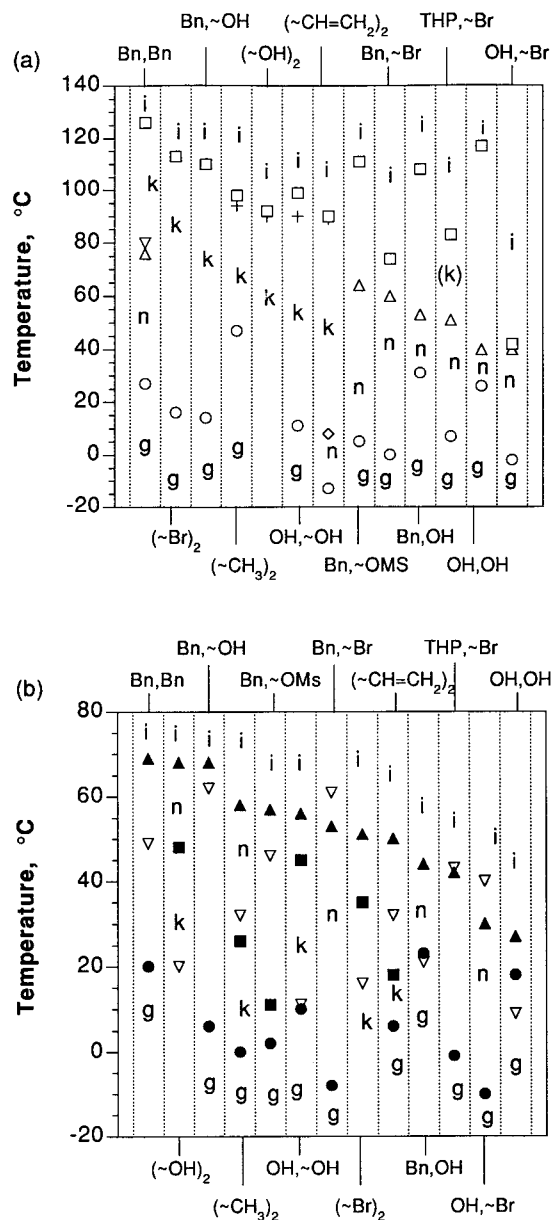 Bn,~OH (~CH=CH₂)₂ THP,~Br
(a) Bn,Bn (~OH)₂ Bn,~Br OH,~Br
140
120
100
80
60
40
20
0
-20
Temperature, °C
i i i i i i i i i i i i i
k k k k k k k (k)
n n n n n n n n
g g g g g g g g g g g
(~Br)₂ OH,~OH Bn,OH
(~CH₃)₂ Bn,~OMS OH,OH
Bn,~OH Bn,~Br THP,~Br
(b) Bn,Bn Bn,~OMs (~CH=CH₂)₂ OH,OH
80
60
40
20
0
-20
Temperature, °C
i i i i i i i i i i i i
n n n n n
k k k k k
g g g g g g g g g g g
(~OH)₂ OH,~OH Bn,OH
(~CH₃)₂ (~Br)₂ OH,~Br